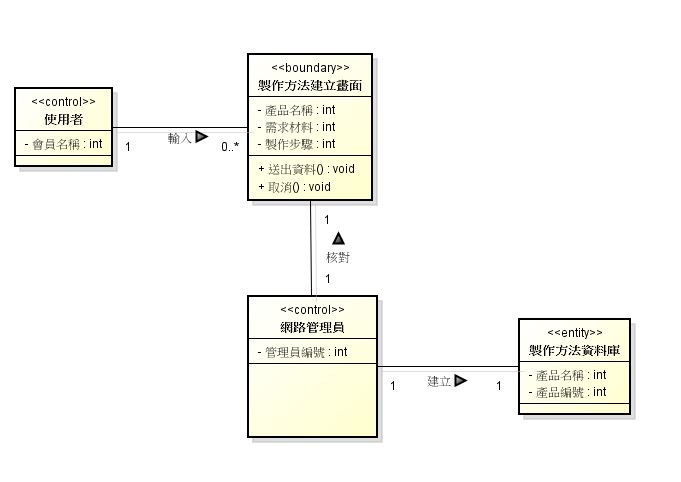 <<control>>
使用者
- 會員名稱 : int
1
輸入
0..*
<<boundary>>
製作方法建立畫面
- 產品名稱 : int
- 需求材料 : int
- 製作步驟 : int
+ 送出資料() : void
+ 取消() : void
1
核對
1
<<control>>
網路管理員
- 管理員編號 : int
1
建立
1
<<entity>>
製作方法資料庫
- 產品名稱 : int
- 產品編號 : int